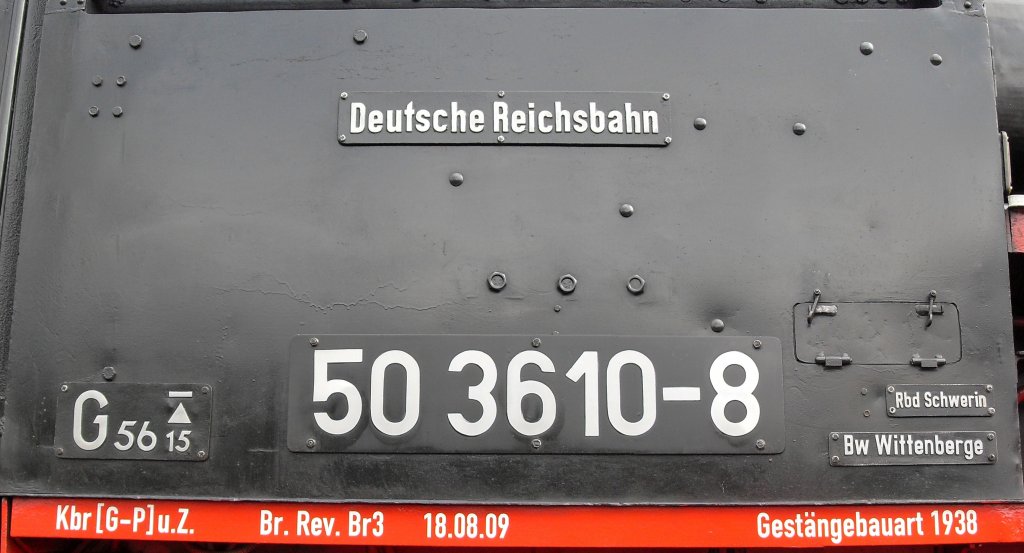 Deutsche Reichsbahn
50 3610-8
G 56 15
Rbd Schwerin
Bw Wittenberge
Kbr [G-P] u.Z. Br. Rev. Br3 18.08.09 Gestängebauart 1938